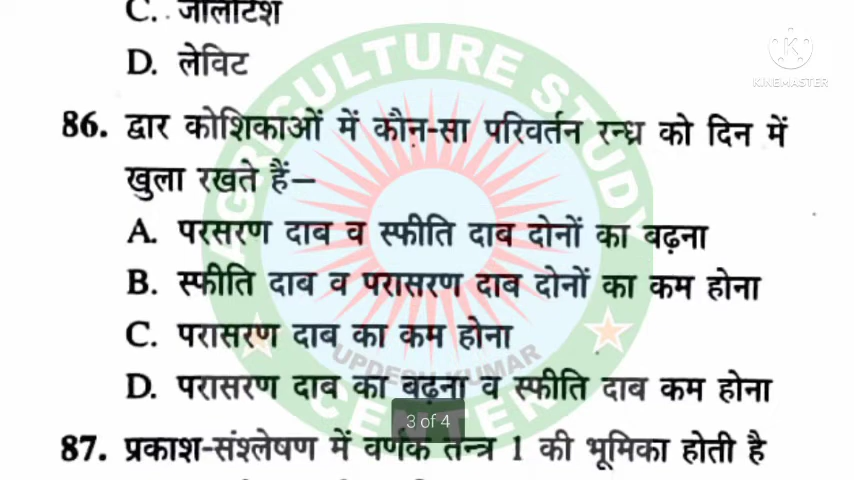 C. जीलेटिश
D. लेविट
86. द्वार कोशिकाओं में कौन-सा परिवर्तन रन्ध्र को दिन में
खुला रखते हैं—
A. परसरण दाब व स्फीति दाब दोनों का बढ़ना
B. स्फीति दाब व परासरण दाब दोनों का कम होना
C. परासरण दाब का कम होना
D. परासरण दाब का बढ़ना व स्फीति दाब कम होना
87. प्रकाश-संश्लेषण में वर्णक तन्त्र 1 की भूमिका होती है
3 of 4
AGRICULTURE STUDY
CENTER
UPDESH KUMAR
K
KINEMASTER